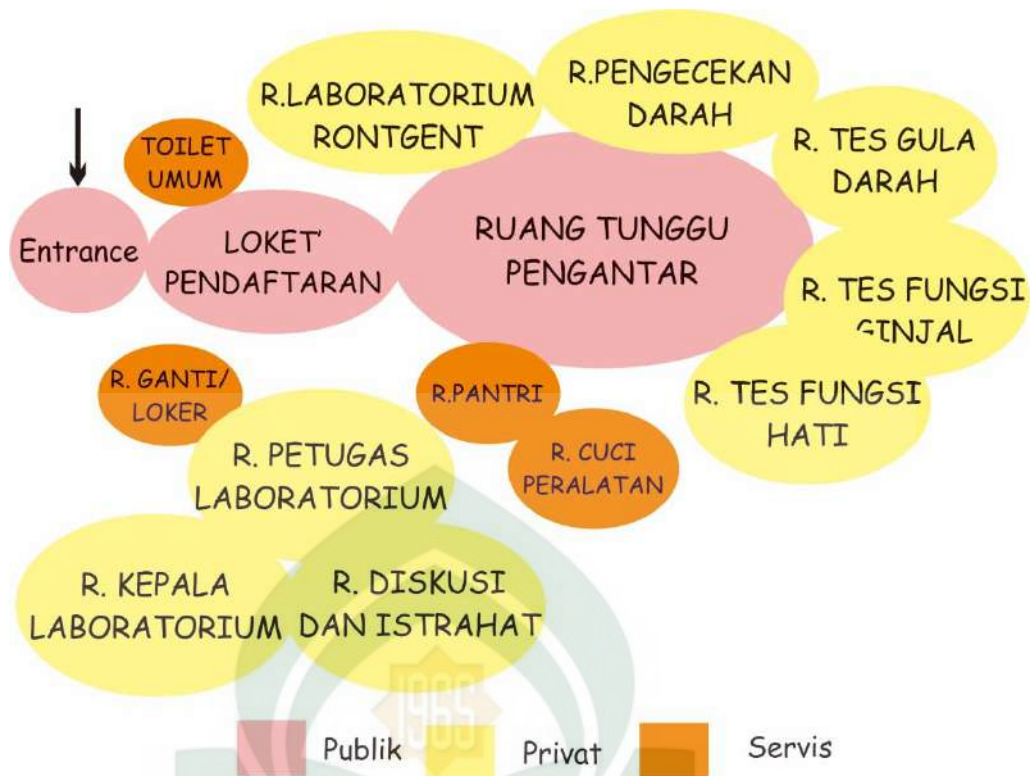 R.LABORATORIUM
RONTGENT
R.PENGECEKAN
DARAH
R. TES GULA
DARAH
TOILET
UMUM
Entrance
LOKET'
PENDAFTARAN
RUANG TUNGGU
PENGANTAR
R. TES FUNGSI
GINJAL
R. TES FUNGSI
HATI
R. GANTI/
LOKER
R.PANTRI
R. CUCI
PERALATAN
R. PETUGAS
LABORATORIUM
R. KEPALA
LABORATORIUM
R. DISKUSI
DAN ISTRAHAT
1965
Publik
Privat
Servis